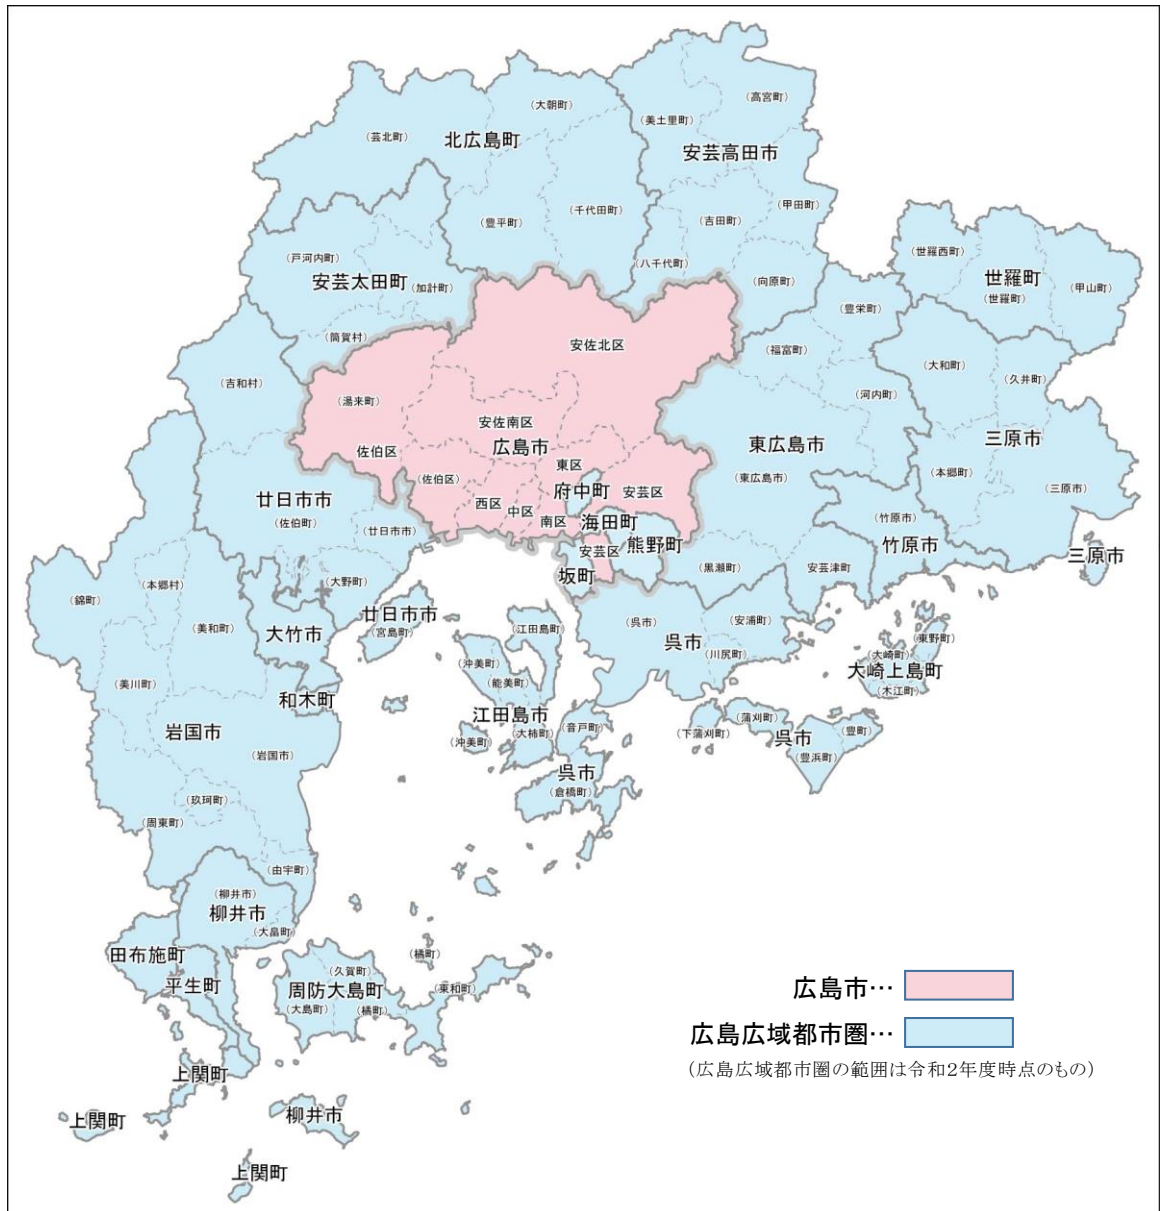 （高宮町）
（大朝町）
（美土里町）
（芸北町）
北広島町
安芸高田市
（甲田町）
（千代田町）
（吉田町）
（豊平町）
（世羅西町）
（戸河内町）
（八千代町）
世羅町
安芸太田町
（加計町）
（向原町）
（甲山町）
（世羅町）
（豊栄町）
（筒賀村）
安佐北区
（福富町）
（大和町）
（久井町）
（吉和村）
（河内町）
（湯来町）
安佐南区
三原市
東広島市
広島市
佐伯区
東区
（佐伯区）
（東広島市）
（本郷町）
（三原市）
府中町
安芸区
廿日市市
西区
中区
（竹原市）
（佐伯町）
南区
海田町
（廿日市市）
熊野町
竹原市
安芸区
三原市
（黒瀬町）
（安芸津町）
坂町
（本郷村）
（大野町）
（錦町）
廿日市市
（安浦町）
（呉市）
（美和町）
大竹市
（宮島町）
（江田島町）
（東野町）
呉市
（川尻町）
（大崎町）
（沖美町）
大崎上島町
（能美町）
（美川町）
（木江町）
和木町
江田島市
（蒲刈町）
（豊町）
岩国市
（大柿町）
（音戸町）
（下蒲刈町）
呉市
（沖美町）
（岩国市）
（豊浜町）
呉市
（倉橋町）
（玖珂町）
（周東町）
（由宇町）
（柳井市）
柳井市
（大畠町）
田布施町
（橘町）
（久賀町）
平生町
周防大島町
（東和町）
（大島町）
（橘町）
広島市…
広島広域都市圏…
（広島広域都市圏の範囲は令和2年度時点のもの）
上関町
上関町
柳井市
上関町